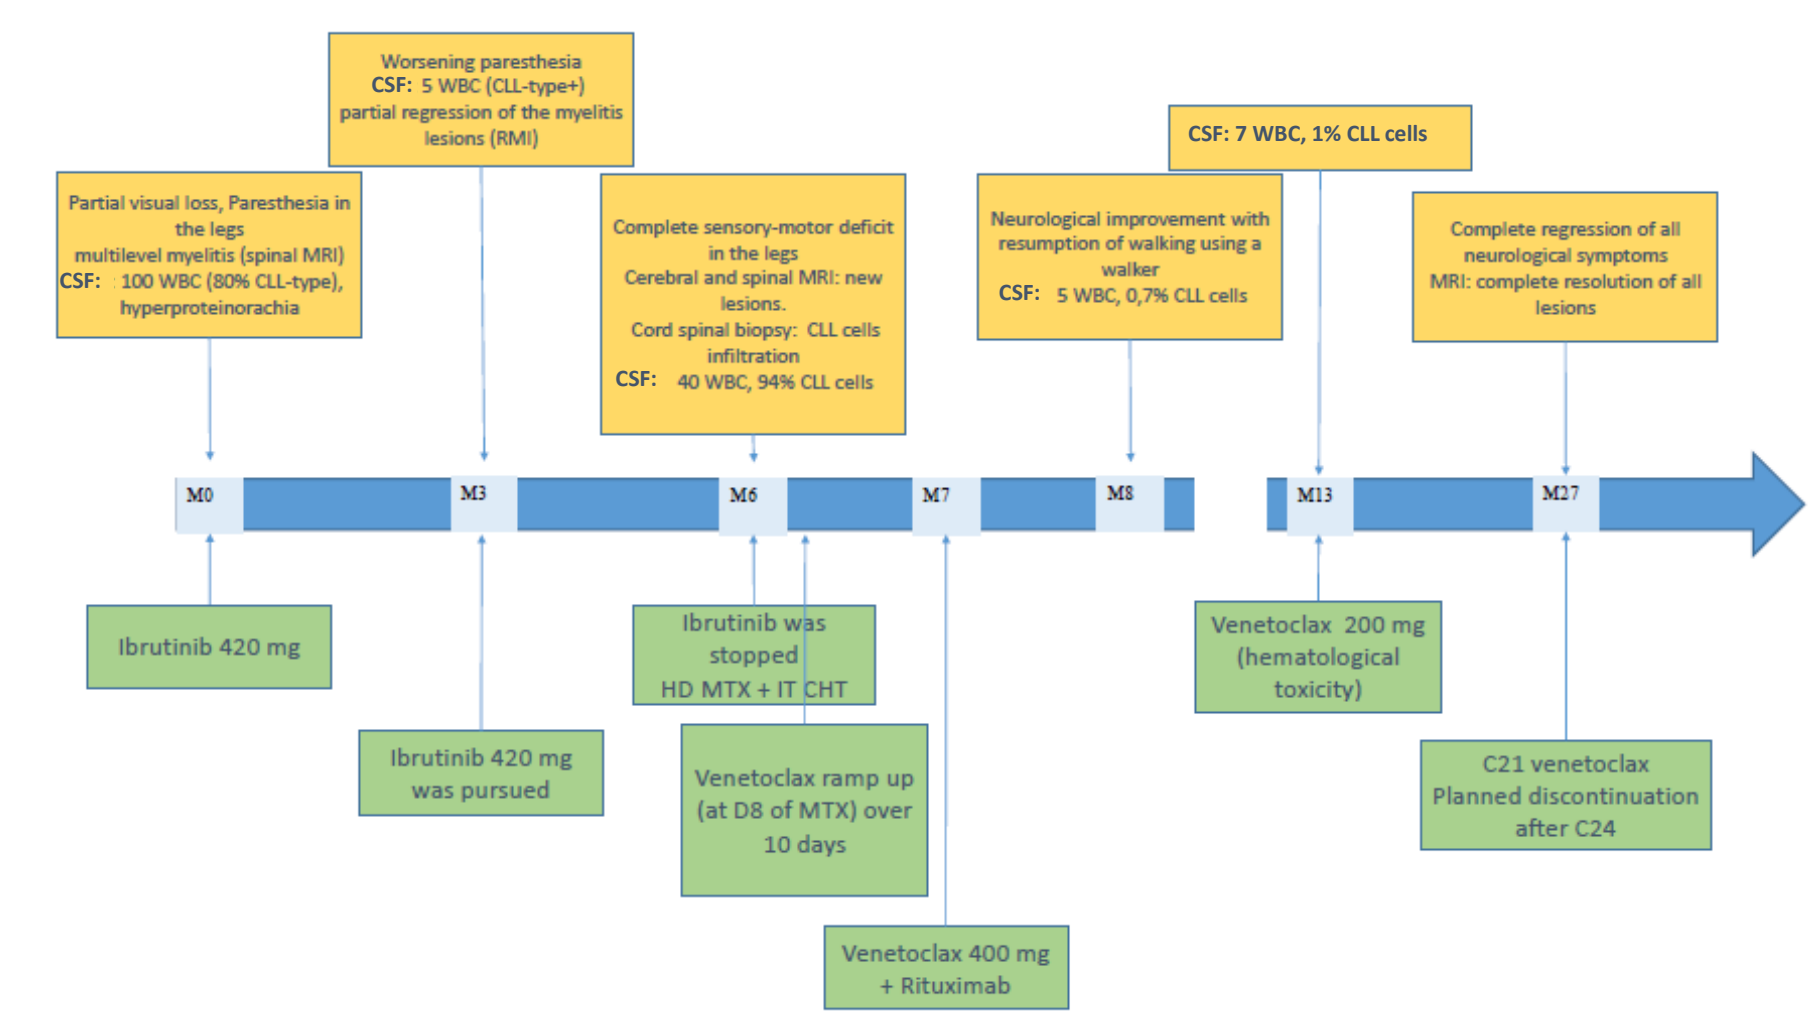 Worsening paresthesia
CSF: 5 WBC (CLL-type+)
partial regression of the myelitis
lesions (RMI)
Partial visual loss, Paresthesia in
the legs
multilevel myelitis (spinal MRI)
CSF: : 100 WBC (80% CLL-type),
hyperproteinorachia
Complete sensory-motor deficit
in the legs
Cerebral and spinal MRI: new
lesions.
Cord spinal biopsy: CLL cells
infiltration
CSF: 40 WBC, 94% CLL cells
Neurological improvement with
resumption of walking using a
walker
CSF: 5 WBC, 0,7% CLL cells
CSF: 7 WBC, 1% CLL cells
Complete regression of all
neurological symptoms
MRI: complete resolution of all
lesions
M0
M3
M6
M7
M8
M13
M27
Ibrutinib 420 mg
Ibrutinib 420 mg
was pursued
Ibrutinib was
stopped
HD MTX + IT CHT
Venetoclax ramp up
(at D8 of MTX) over
10 days
Venetoclax 400 mg
+ Rituximab
Venetoclax 200 mg
(hematological
toxicity)
C21 venetoclax
Planned discontinuation
after C24